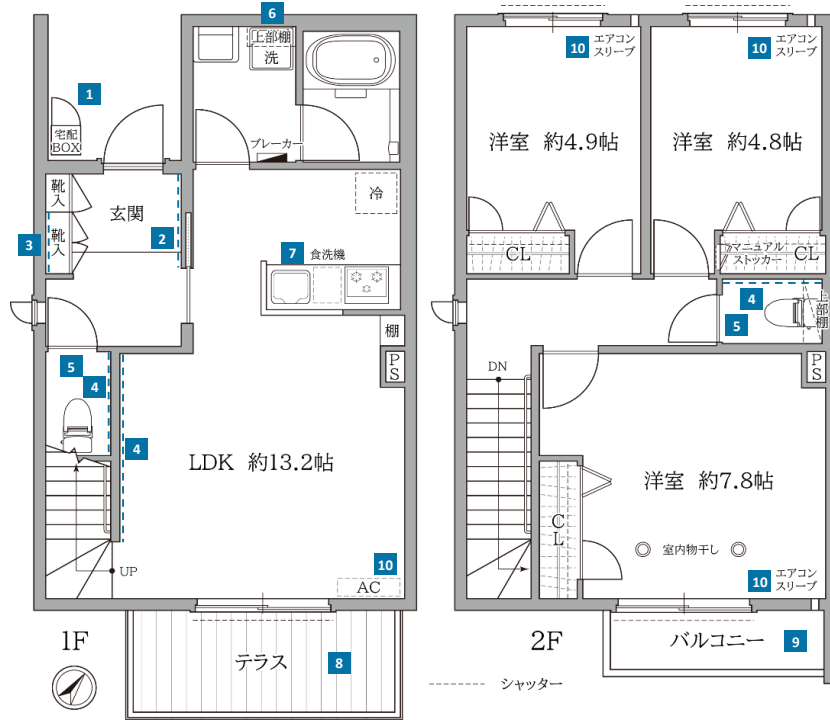 6
上部棚
洗
1
宅配
BOX
ブレーカー
靴入
玄関
冷
3
靴入
2
7
食洗機
棚
PS
5
4
4
LDK 約13.2帖
UP
10
AC
1F
テラス
8
10
エアコン
スリーブ
10
エアコン
スリーブ
洋室 約4.9帖
洋室 約4.8帖
CL
マニュアル
ストッカー
CL
4
5
上部棚
DN
PS
洋室 約7.8帖
CL
室内物干し
10
エアコン
スリーブ
2F
バルコニー
9
シャッター